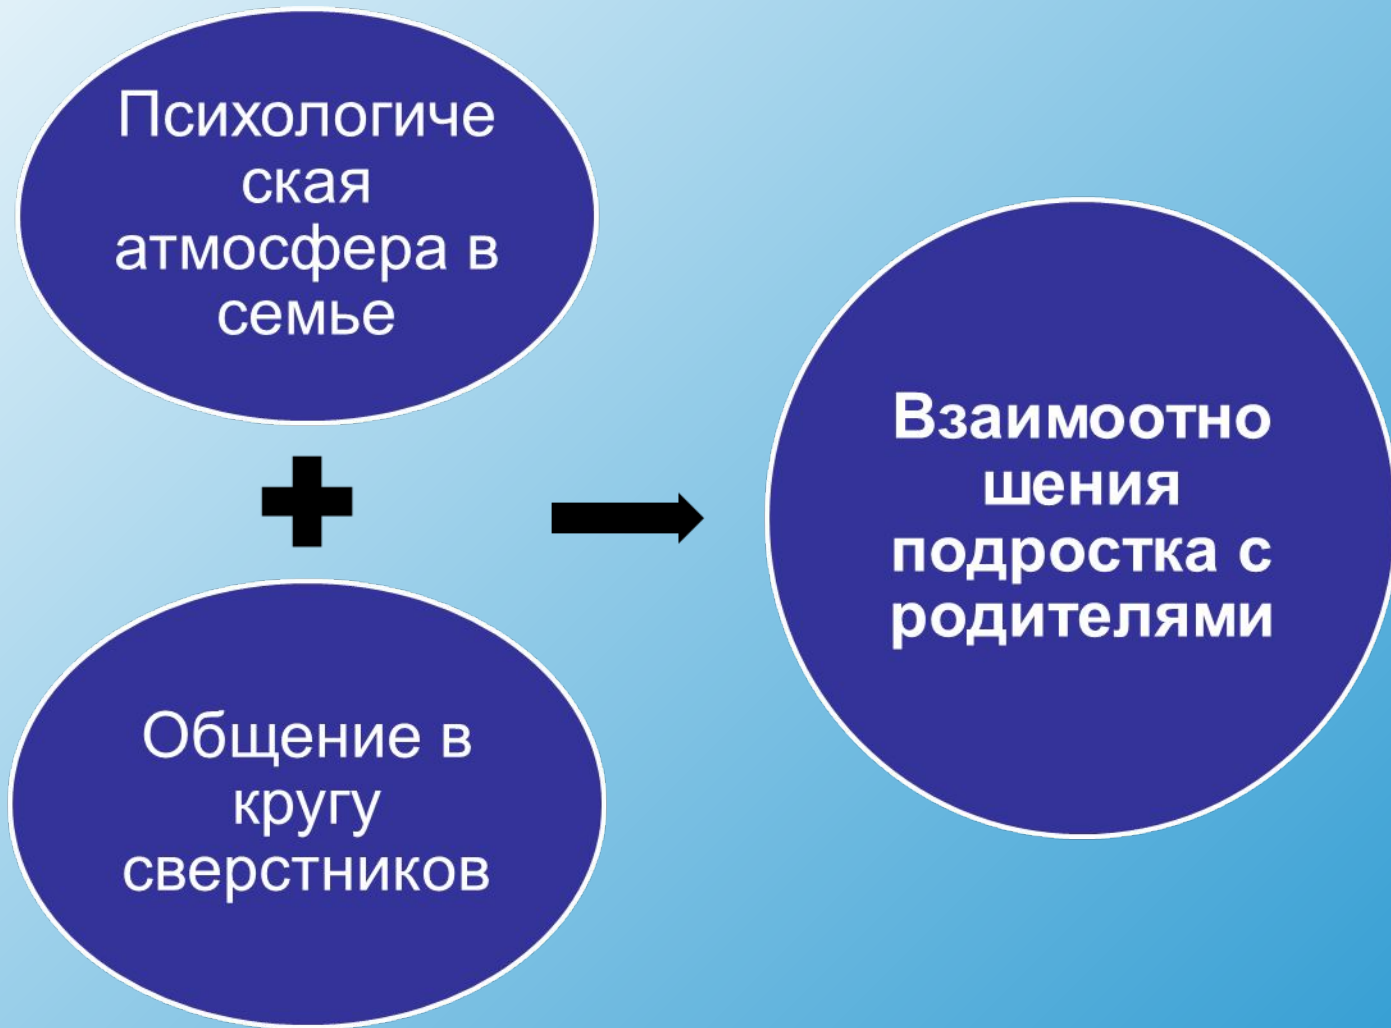 Психологиче
ская
атмосфера в
семье
Общение в
кругу
сверстников
Взаимоотно
шения
подростка с
родителями